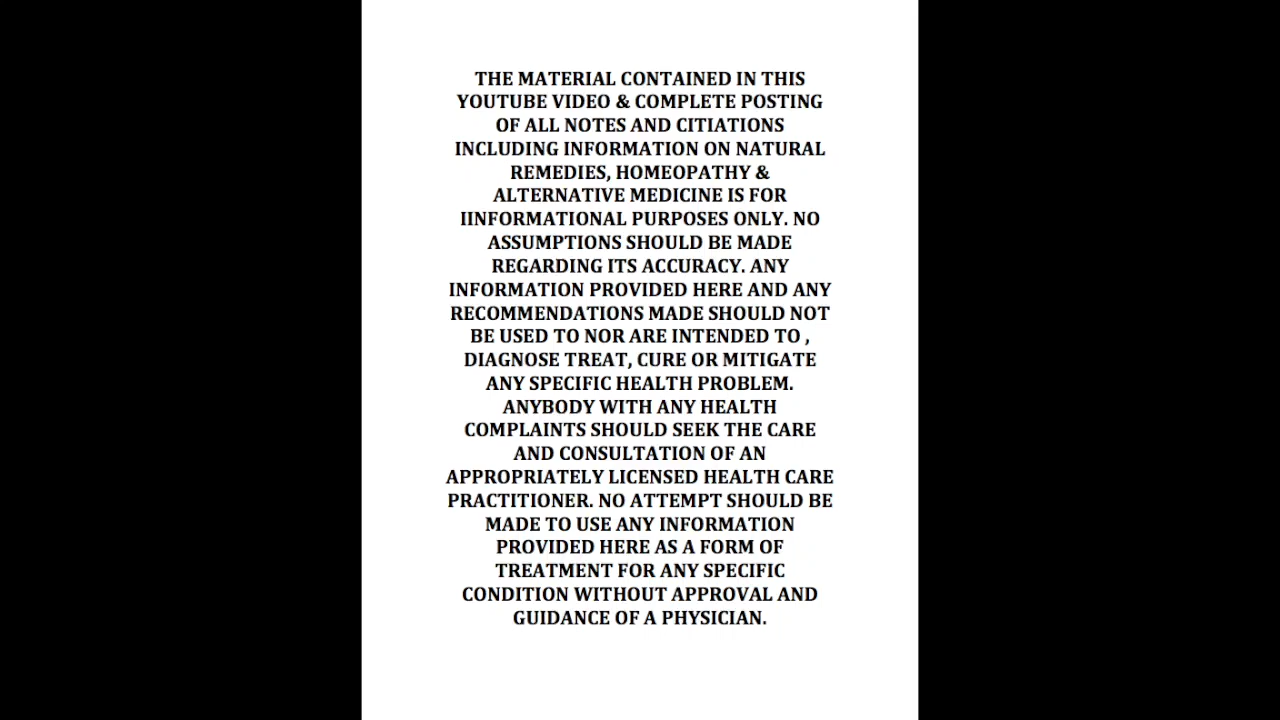 THE MATERIAL CONTAINED IN THIS
YOUTUBE VIDEO & COMPLETE POSTING
OF ALL NOTES AND CITIATIONS
INCLUDING INFORMATION ON NATURAL
REMEDIES, HOMEOPATHY &
ALTERNATIVE MEDICINE IS FOR
IINFORMATIONAL PURPOSES ONLY. NO
ASSUMPTIONS SHOULD BE MADE
REGARDING ITS ACCURACY. ANY
INFORMATION PROVIDED HERE AND ANY
RECOMMENDATIONS MADE SHOULD NOT
BE USED TO NOR ARE INTENDED TO ,
DIAGNOSE TREAT, CURE OR MITIGATE
ANY SPECIFIC HEALTH PROBLEM.
ANYBODY WITH ANY HEALTH
COMPLAINTS SHOULD SEEK THE CARE
AND CONSULTATION OF AN
APPROPRIATELY LICENSED HEALTH CARE
PRACTITIONER. NO ATTEMPT SHOULD BE
MADE TO USE ANY INFORMATION
PROVIDED HERE AS A FORM OF
TREATMENT FOR ANY SPECIFIC
CONDITION WITHOUT APPROVAL AND
GUIDANCE OF A PHYSICIAN.